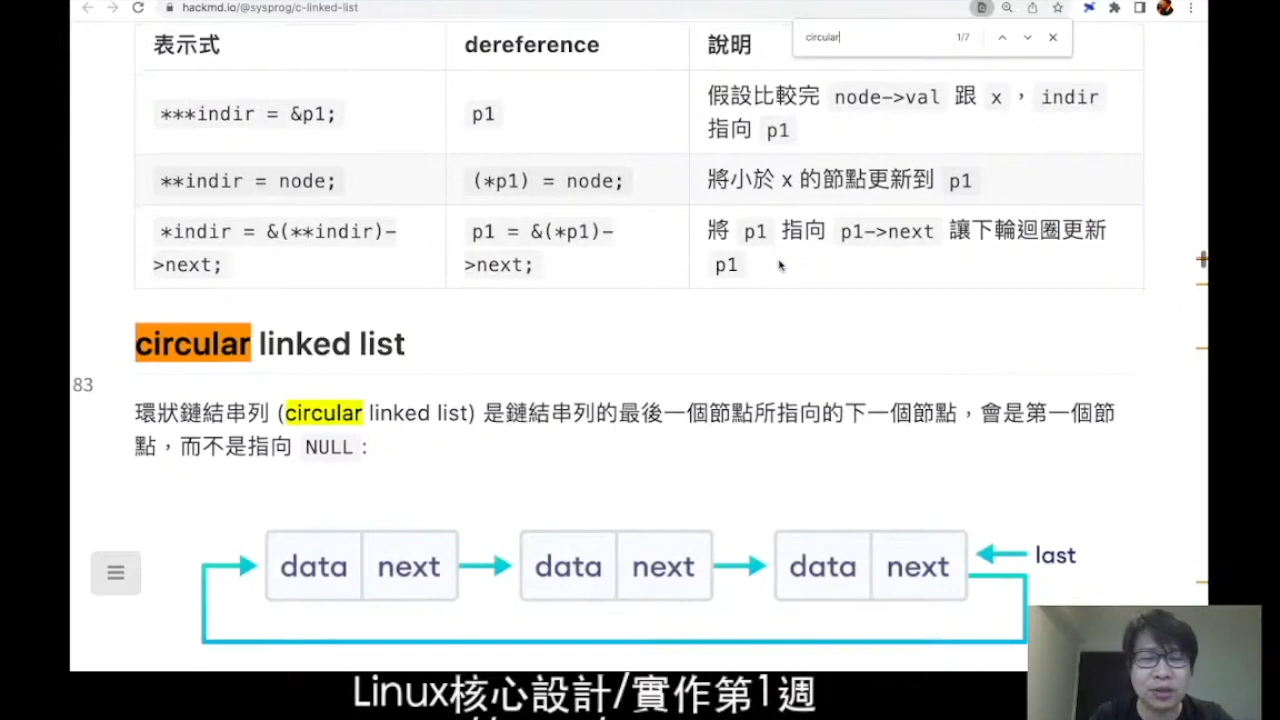 hackmd.io/@sysprog/c-linked-list
circular 1/7
表示式 dereference 說明
***indir = &p1; p1 假設比較完 node->val 跟 x，indir
指向 p1
**indir = node; (*p1) = node; 將小於 x 的節點更新到 p1
*indir = &(**indir)- p1 = &(*p1)- 將 p1 指向 p1->next 讓下輪迴圈更新
>next; >next; p1
circular linked list
83
環狀鏈結串列 (circular linked list) 是鏈結串列的最後一個節點所指向的下一個節點，會是第一個節
點，而不是指向 NULL:
data next data next data next last
Linux核心設計/實作第1週